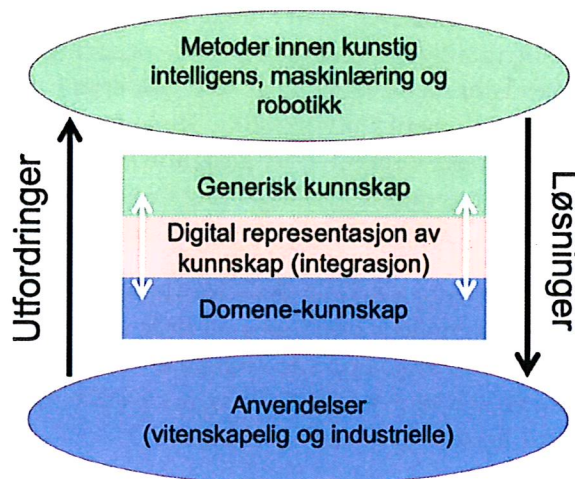 Metoder innen kunstig
intelligens, maskinlæring og
robotikk
Utfordringer
Generisk kunnskap
Digital representasjon av
kunnskap (integrasjon)
Domene-kunnskap
Løsninger
Anvendelser
(vitenskapelig og industrielle)